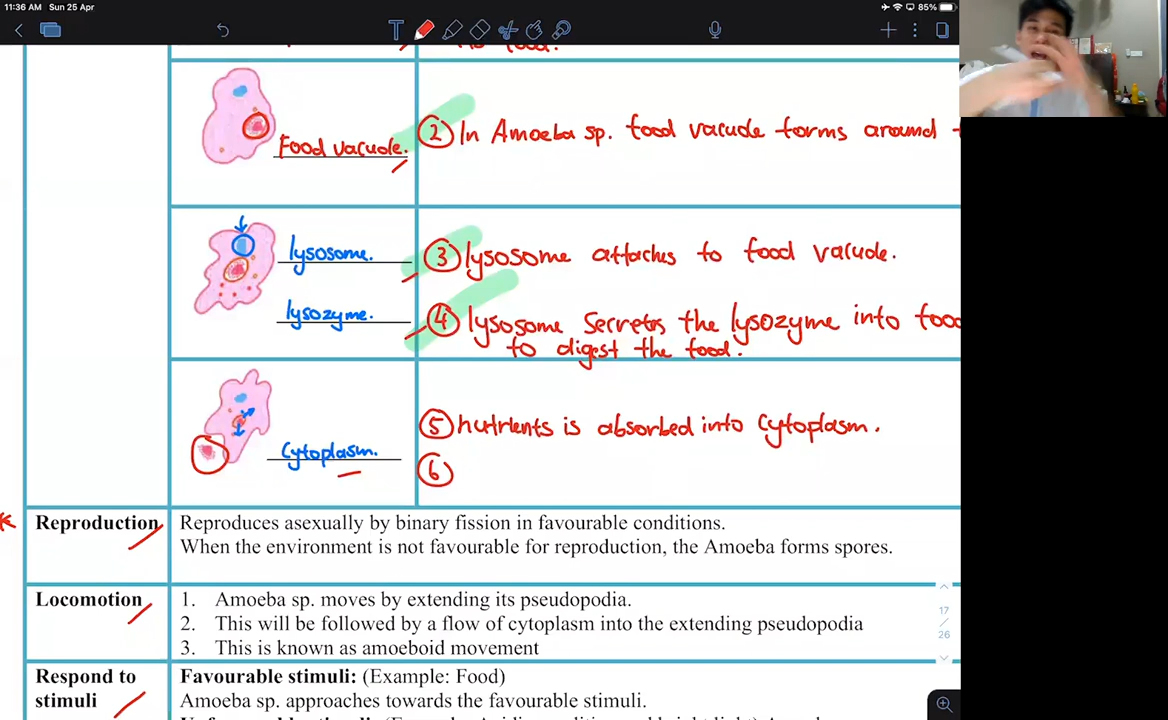 11:36 AM Sun 25 Apr
85%
food.
Food vacuole.
② In Amoeba sp. food vacuole forms around
lysosome.
③ lysosome attaches to food vacuole.
lysozyme.
④ lysosome secretes the lysozyme into food
to digest the food.
⑤ nutrients is absorbed into cytoplasm.
Cytoplasm.
⑥
Reproduction
Reproduces asexually by binary fission in favourable conditions.
When the environment is not favourable for reproduction, the Amoeba forms spores.
Locomotion
1. Amoeba sp. moves by extending its pseudopodia.
2. This will be followed by a flow of cytoplasm into the extending pseudopodia
3. This is known as amoeboid movement
17
/
26
Respond to
stimuli
Favourable stimuli: (Example: Food)
Amoeba sp. approaches towards the favourable stimuli.